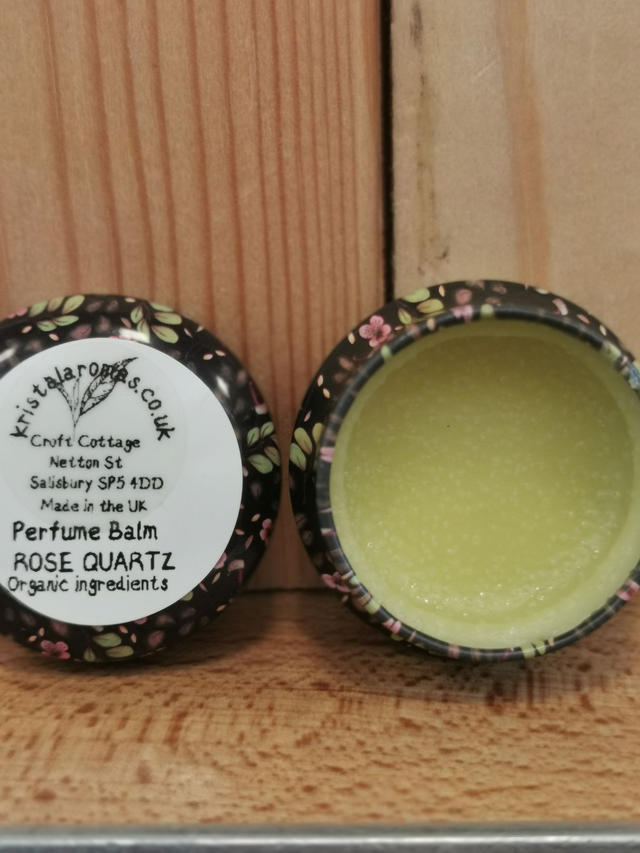 kristalaromas.co.uk
Croft Cottage
Netton St
Salisbury SP5 4DD
Made in the UK
Perfume Balm
ROSE QUARTZ
Organic ingredients